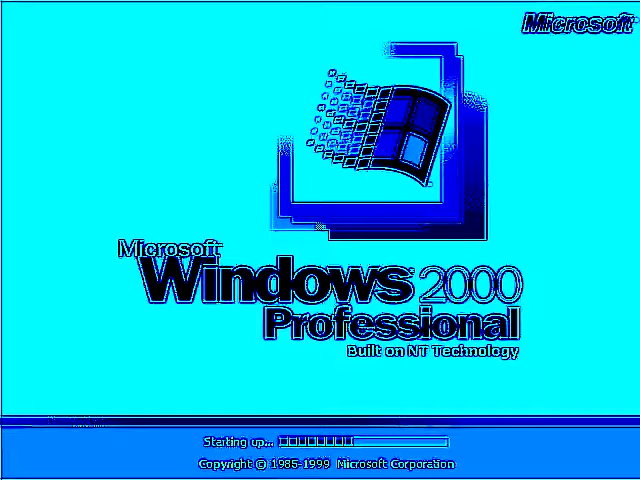 Microsoft
Microsoft
Windows 2000
Professional
Built on NT Technology
Starting up...
Copyright © 1985-1999 Microsoft Corporation